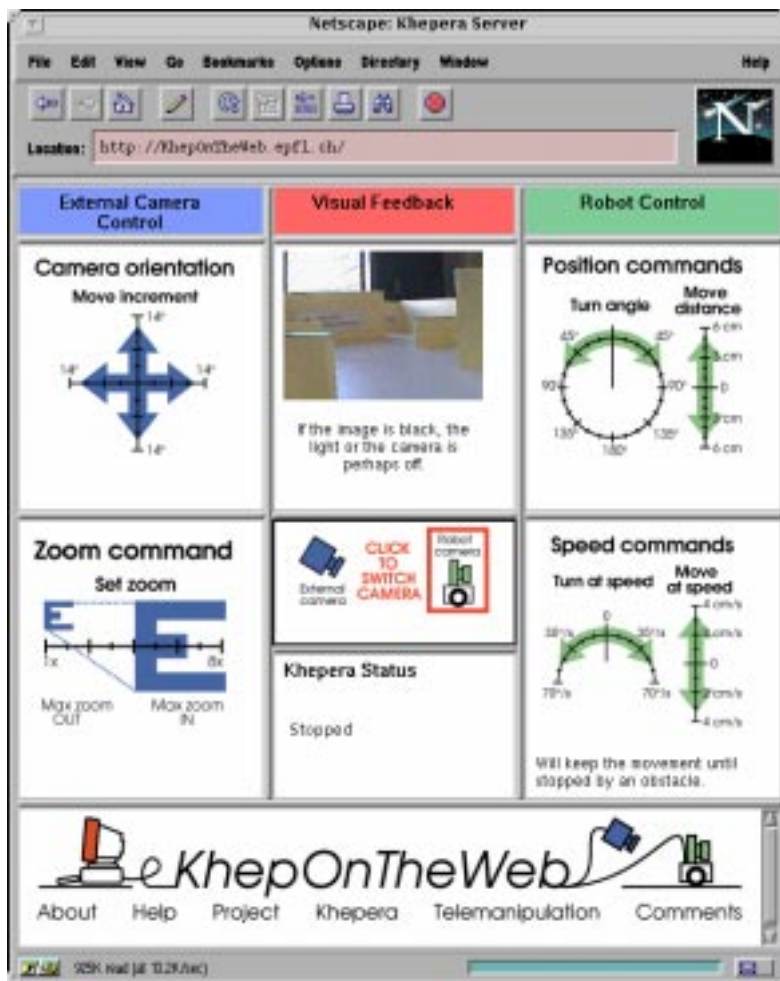 Netscape: Khepera Server
File Edit View Go Bookmarks Options Directory Window Help
Location: http://KhepOnTheWeb.epfl.ch/
External Camera
Control
Visual Feedback
Robot Control
Camera orientation
Move increment
14°
14° 14°
14°
If the image is black, the
light or the camera is
perhaps off.
Position commands
Turn angle
Move
distance
45° 45°
90° 90°
135° 135°
180°
6 cm
0
6 cm
Zoom command
Set zoom
1x 8x
Max zoom
OUT
Max zoom
IN
External
camera
CLICK
TO
SWITCH
CAMERA
Robot
camera
Khepera Status
Stopped
Speed commands
Turn at speed
Move
at speed
0
70°/s 70°/s
4 cm/s
0
4 cm/s
Will keep the movement until
stopped by an obstacle.
KhepOnTheWeb
About Help Project Khepera Telemanipulation Comments